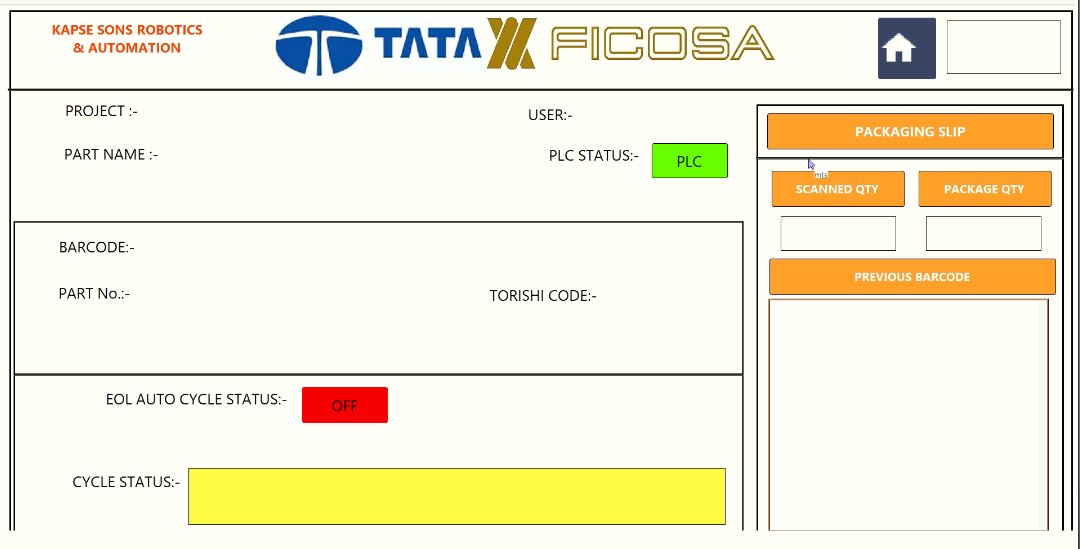 KAPSE SONS ROBOTICS
& AUTOMATION
TATA FICOSA
PROJECT :-
USER:-
PART NAME :-
PLC STATUS:- PLC
PACKAGING SLIP
mts
SCANNED QTY
PACKAGE QTY
PREVIOUS BARCODE
BARCODE:-
PART No.:-
TORISHI CODE:-
EOL AUTO CYCLE STATUS:- OFF
CYCLE STATUS:-